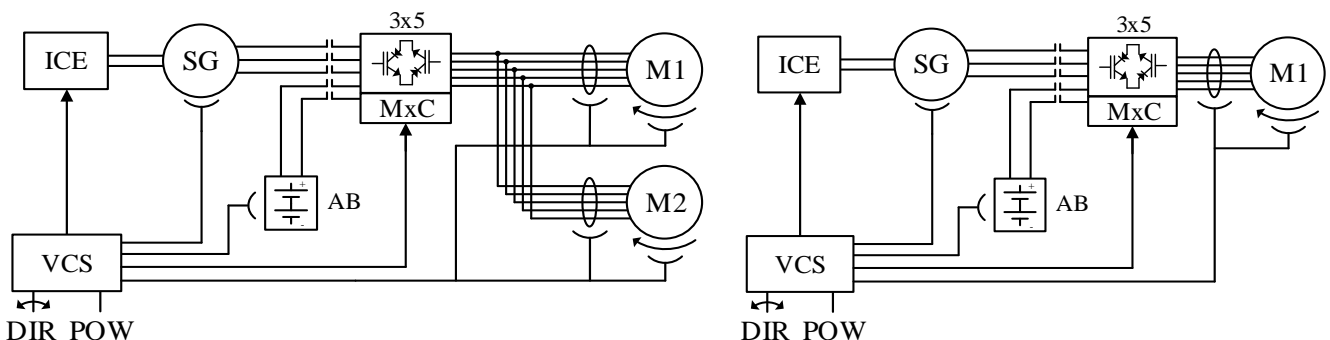 3x5
ICE
SG
M1
MxC
+
-
AB
M2
VCS
DIR POW
3x5
ICE
SG
M1
MxC
+
-
AB
VCS
DIR POW